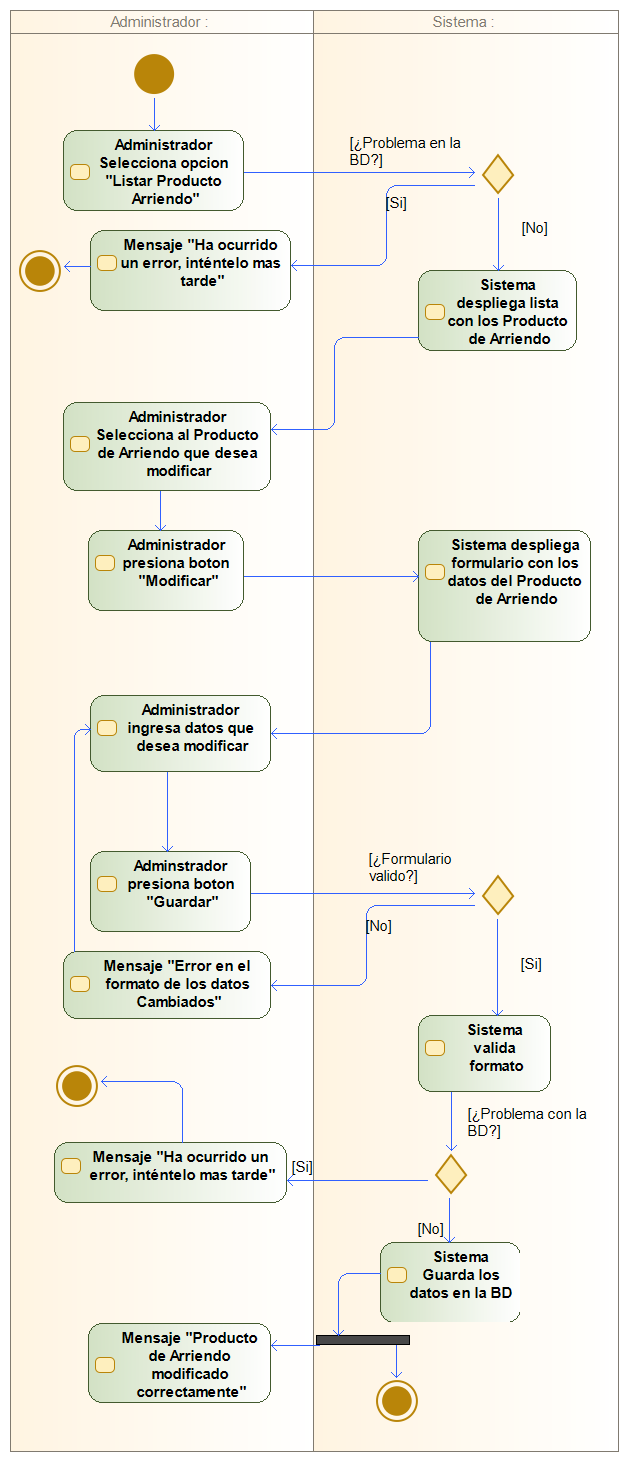 Administrador :
Sistema :
Administrador
Selecciona opcion
"Listar Producto
Arriendo"
[¿Problema en la
BD?]
[Si]
[No]
Mensaje "Ha ocurrido
un error, inténtelo mas
tarde"
Sistema
despliega lista
con los Producto
de Arriendo
Administrador
Selecciona al Producto
de Arriendo que desea
modificar
Administrador
presiona boton
"Modificar"
Sistema despliega
formulario con los
datos del Producto
de Arriendo
Administrador
ingresa datos que
desea modificar
Adminstrador
presiona boton
"Guardar"
[¿Formulario
valido?]
[No]
[Si]
Mensaje "Error en el
formato de los datos
Cambiados"
Sistema
valida
formato
[¿Problema con la
BD?]
Mensaje "Ha ocurrido un
error, inténtelo mas tarde"
[Si]
[No]
Sistema
Guarda los
datos en la BD
Mensaje "Producto
de Arriendo
modificado
correctamente"